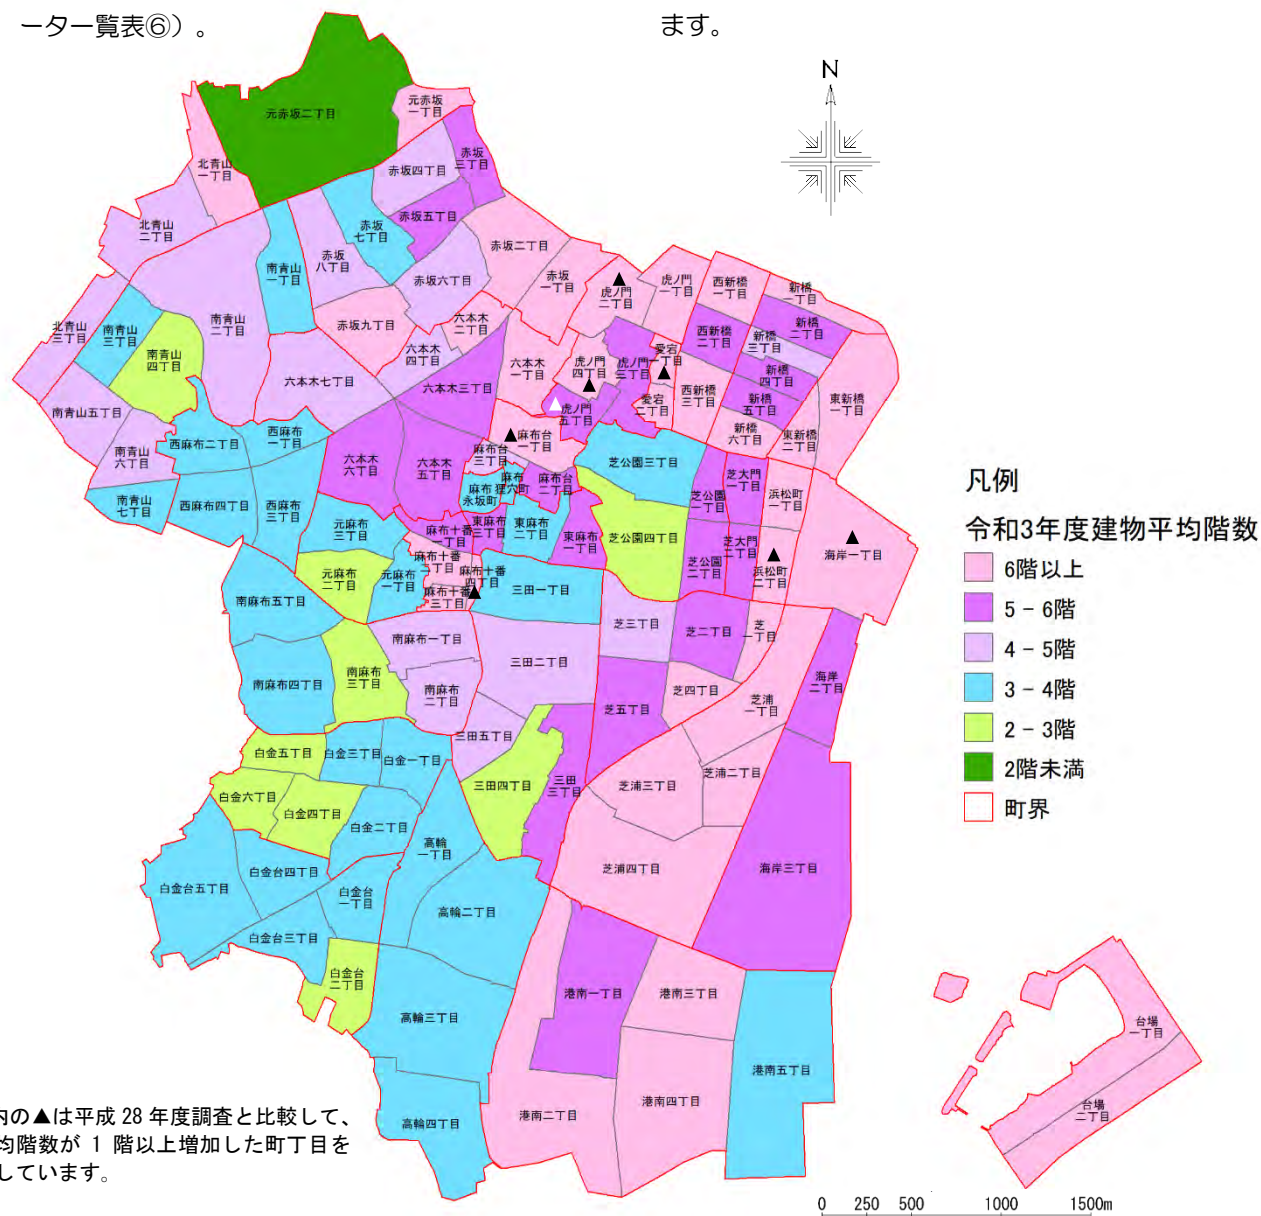 ータ一覧表⑥）。
ます。
N
元赤坂二丁目
元赤坂
一丁目
北青山
一丁目
赤坂四丁目
赤坂
三丁目
北青山
二丁目
赤坂
七丁目
赤坂五丁目
南青山
一丁目
赤坂
八丁目
赤坂六丁目
赤坂二丁目
赤坂
一丁目
虎ノ門
二丁目
虎ノ門
一丁目
西新橋
一丁目
新橋
一丁目
北青山
三丁目
南青山
三丁目
南青山
四丁目
南青山
二丁目
赤坂九丁目
六本木
二丁目
六本木
四丁目
六本木
一丁目
虎ノ門
四丁目
虎ノ門
三丁目
愛宕
一丁目
西新橋
二丁目
新橋
二丁目
新橋
三丁目
新橋
四丁目
新橋
五丁目
新橋
六丁目
東新橋
一丁目
東新橋
二丁目
西新橋
三丁目
愛宕
二丁目
虎ノ門
五丁目
六本木七丁目
六本木三丁目
南青山五丁目
南青山
六丁目
南青山
七丁目
西麻布二丁目
西麻布
一丁目
西麻布四丁目
西麻布
三丁目
六本木
六丁目
六本木
五丁目
麻布台
一丁目
麻布台
三丁目
麻布
狸穴町
麻布
永坂町
麻布台
二丁目
芝公園三丁目
芝公園四丁目
芝公園
一丁目
芝大門
一丁目
浜松町
一丁目
芝公園
二丁目
芝大門
二丁目
浜松町
二丁目
海岸一丁目
元麻布
三丁目
元麻布
二丁目
元麻布
一丁目
麻布十番
一丁目
麻布十番
二丁目
麻布十番
三丁目
麻布十番
四丁目
東麻布
三丁目
東麻布
二丁目
東麻布
一丁目
三田一丁目
南麻布五丁目
南麻布四丁目
南麻布
三丁目
南麻布一丁目
南麻布
二丁目
三田二丁目
三田五丁目
三田四丁目
三田
三丁目
芝三丁目
芝二丁目
芝
一丁目
芝四丁目
芝五丁目
芝浦
一丁目
海岸
二丁目
芝浦二丁目
芝浦三丁目
芝浦四丁目
海岸三丁目
白金五丁目
白金三丁目
白金一丁目
白金六丁目
白金四丁目
白金二丁目
高輪
一丁目
白金台五丁目
白金台四丁目
白金台
一丁目
白金台三丁目
白金台
二丁目
高輪二丁目
高輪三丁目
高輪四丁目
港南一丁目
港南三丁目
港南二丁目
港南四丁目
港南五丁目
台場
一丁目
台場
二丁目
凡例
令和3年度建物平均階数
6階以上
5 - 6階
4 - 5階
3 - 4階
2 - 3階
2階未満
町界
内の▲は平成 28 年度調査と比較して、
均階数が 1 階以上増加した町丁目を
しています。
0 250 500 1000 1500m